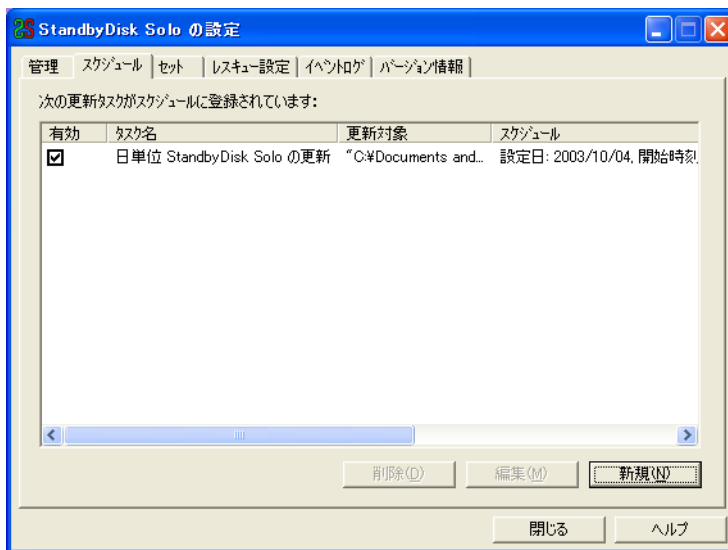 StandbyDisk Solo の設定
管理 スケジュール セット レスキュー設定 イベントログ バージョン情報
次の更新タスクがスケジュールに登録されています:
有効 タスク名 更新対象 スケジュール
日単位 StandbyDisk Solo の更新 "C:¥Documents and... 設定日: 2003/10/04, 開始時刻
削除(D) 編集(M) 新規(N)
閉じる ヘルプ